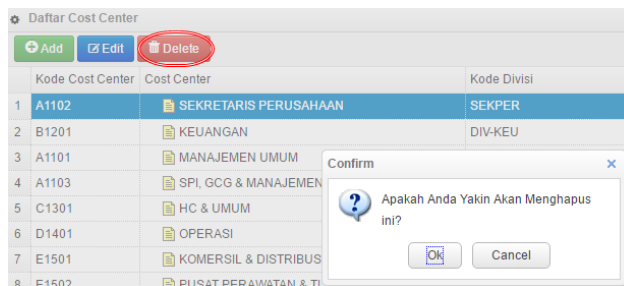 Daftar Cost Center
Add Edit Delete
Kode Cost Center Cost Center Kode Divisi
1 A1102 SEKRETARIS PERUSAHAAN SEKPER
2 B1201 KEUANGAN DIV-KEU
3 A1101 MANAJEMEN UMUM
4 A1103 SPI, GCG & MANAJEMEN
5 C1301 HC & UMUM
6 D1401 OPERASI
7 E1501 KOMERSIL & DISTRIBUS
8 E1502 PUSAT PERAWATAN &
Confirm
Apakah Anda Yakin Akan Menghapus
ini?
Ok Cancel